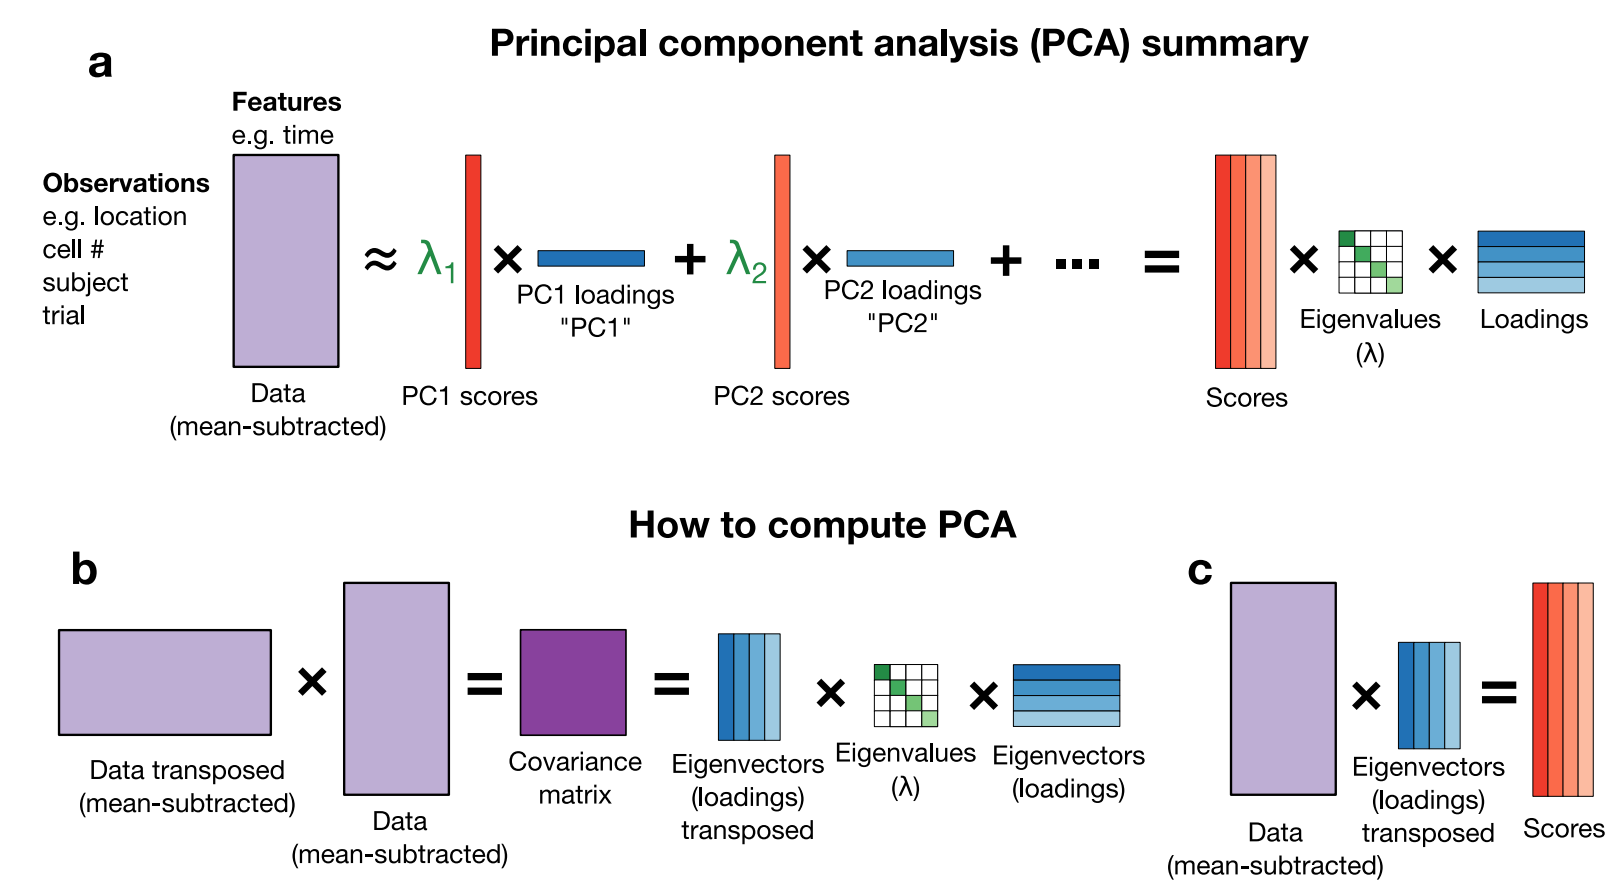 Principal component analysis (PCA) summary
a
Features
e.g. time
Observations
e.g. location
cell #
subject
trial
Data
(mean-subtracted)
≈
λ1
PC1 scores
×
PC1 loadings
"PC1"
+
λ2
PC2 scores
×
PC2 loadings
"PC2"
+
...
=
Scores
×
Eigenvalues
(λ)
×
Loadings
How to compute PCA
b
Data transposed
(mean-subtracted)
×
Data
(mean-subtracted)
=
Covariance
matrix
=
Eigenvectors
(loadings)
transposed
×
Eigenvalues
(λ)
×
Eigenvectors
(loadings)
c
Data
(mean-subtracted)
×
Eigenvectors
(loadings)
transposed
=
Scores